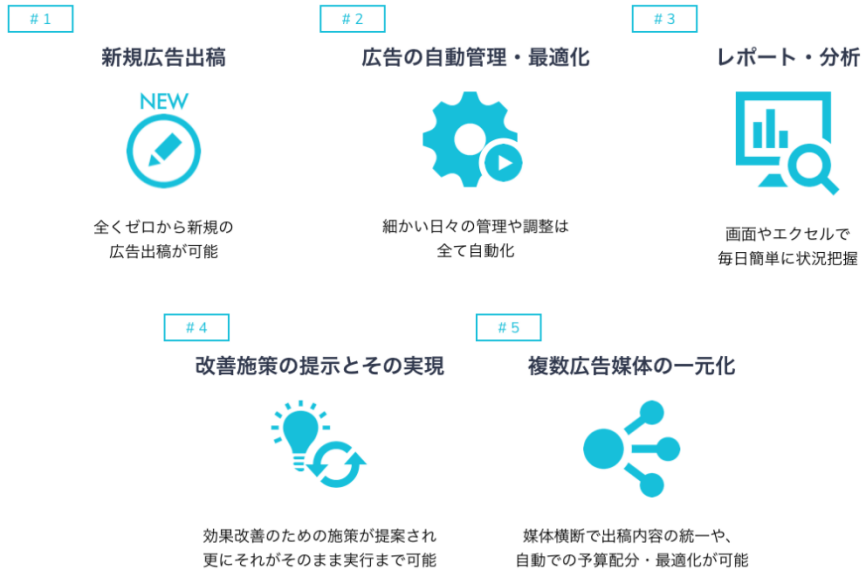 #1
新規広告出稿
NEW
全くゼロから新規の
広告出稿が可能
#2
広告の自動管理・最適化
細かい日々の管理や調整は
全て自動化
#3
レポート・分析
画面やエクセルで
毎日簡単に状況把握
#4
改善施策の提示とその実現
効果改善のための施策が提案され
更にそれがそのまま実行まで可能
#5
複数広告媒体の一元化
媒体横断で出稿内容の統一や、
自動での予算配分・最適化が可能